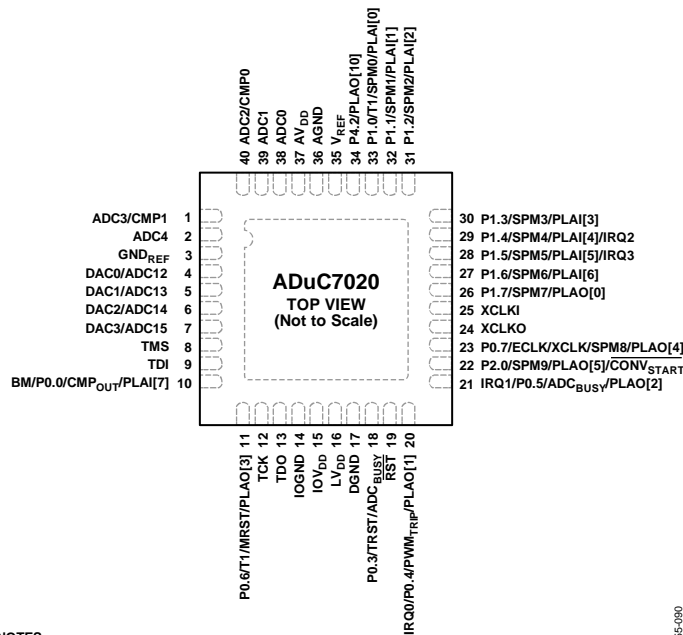 40 ADC2/CMP0
39 ADC1
38 ADC0
37 AVDD
36 AGND
35 VREF
34 P4.2/PLAO[10]
33 P1.0/T1/SPM0/PLAI[0]
32 P1.1/SPM1/PLAI[1]
31 P1.2/SPM2/PLAI[2]
ADC3/CMP1 1
ADC4 2
GNDREF 3
DAC0/ADC12 4
DAC1/ADC13 5
DAC2/ADC14 6
DAC3/ADC15 7
TMS 8
TDI 9
BM/P0.0/CMPOUT/PLAI[7] 10
ADuC7020
TOP VIEW
(Not to Scale)
30 P1.3/SPM3/PLAI[3]
29 P1.4/SPM4/PLAI[4]/IRQ2
28 P1.5/SPM5/PLAI[5]/IRQ3
27 P1.6/SPM6/PLAI[6]
26 P1.7/SPM7/PLAO[0]
25 XCLKI
24 XCLKO
23 P0.7/ECLK/XCLK/SPM8/PLAO[4]
22 P2.0/SPM9/PLAO[5]/CONVSTART
21 IRQ1/P0.5/ADCBUSY/PLAO[2]
P0.6/T1/MRST/PLAO[3] 11
TCK 12
TDO 13
IOGND 14
IOVDD 15
LVDD 16
DGND 17
P0.3/TRST/ADCBUSY 18
RST 19
IRQ0/P0.4/PWMTRIP/PLAO[1] 20